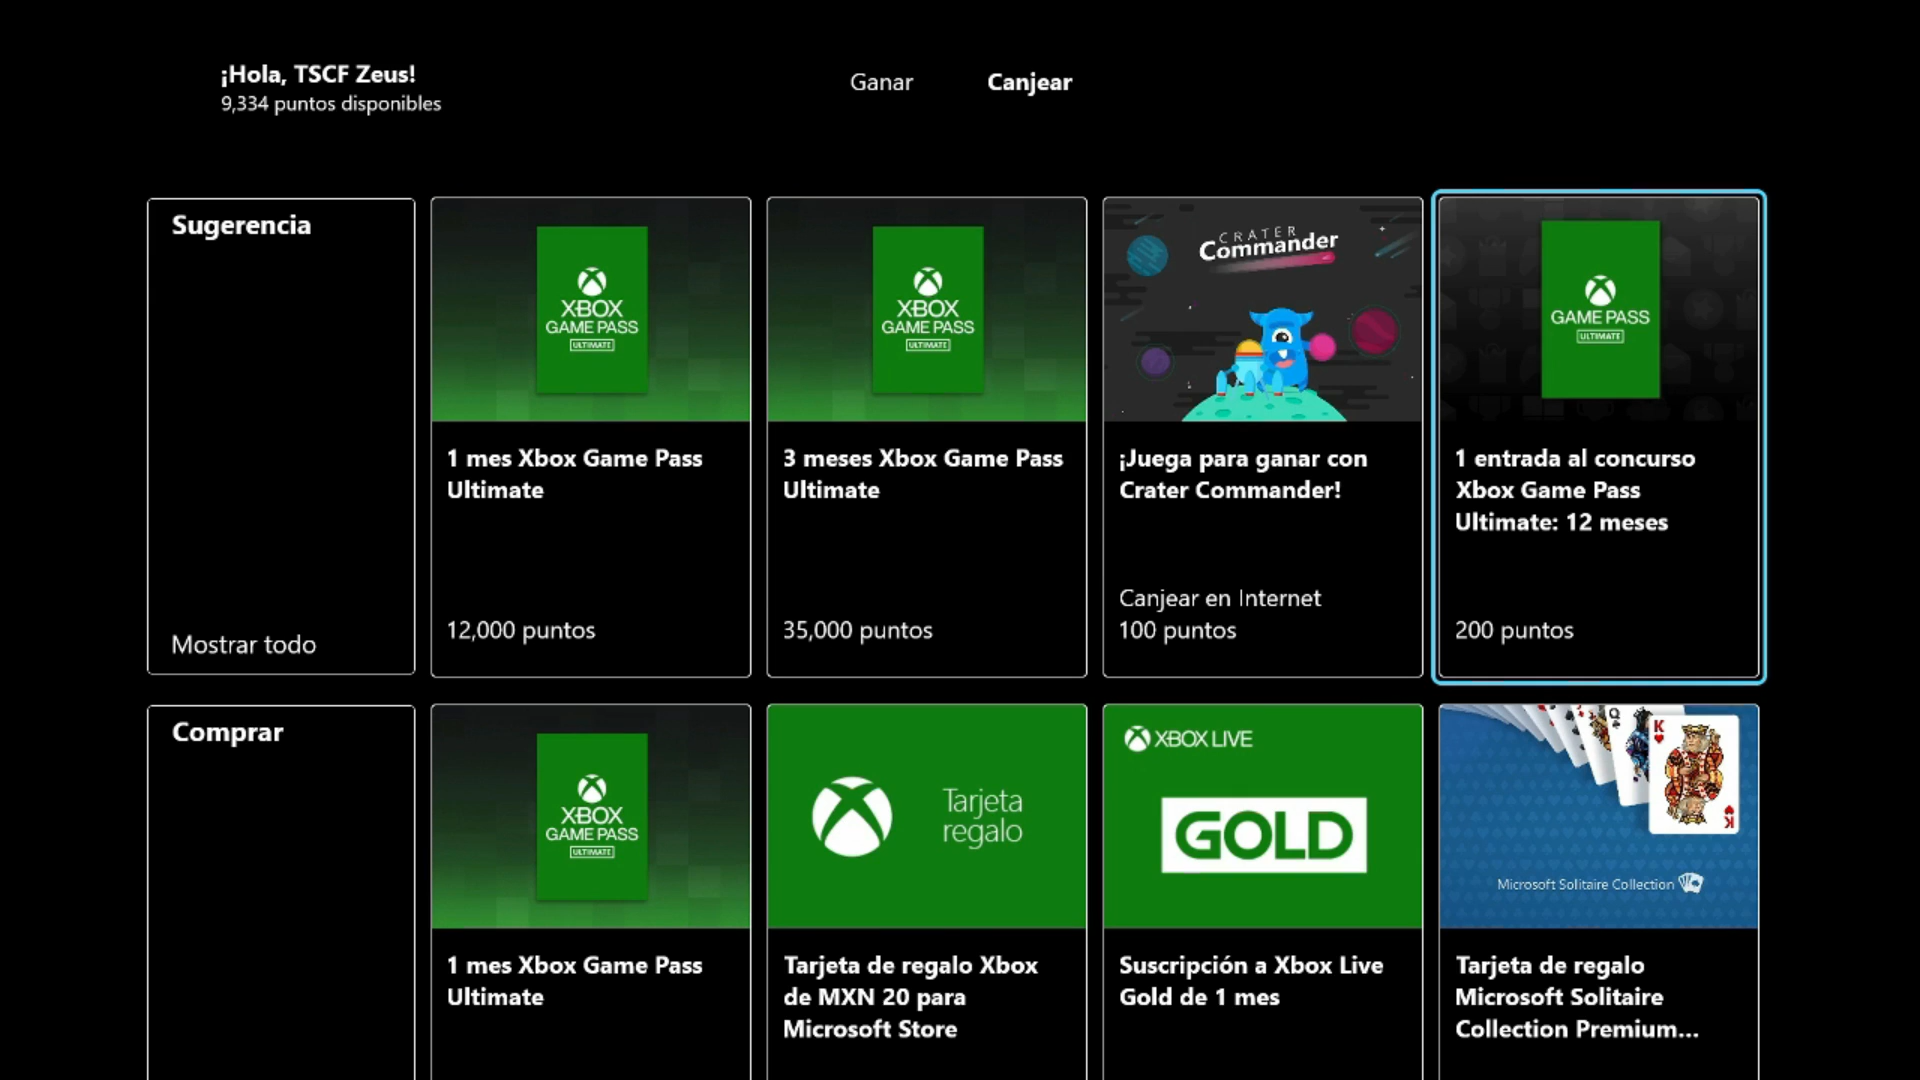 ¡Hola, TSCF Zeus!
9,334 puntos disponibles
Ganar
Canjear
Sugerencia
Mostrar todo
XBOX
GAME PASS
ULTIMATE
1 mes Xbox Game Pass
Ultimate
12,000 puntos
XBOX
GAME PASS
ULTIMATE
3 meses Xbox Game Pass
Ultimate
35,000 puntos
CRATER
Commander
¡Juega para ganar con
Crater Commander!
Canjear en Internet
100 puntos
GAME PASS
ULTIMATE
1 entrada al concurso
Xbox Game Pass
Ultimate: 12 meses
200 puntos
Comprar
XBOX
GAME PASS
ULTIMATE
1 mes Xbox Game Pass
Ultimate
Tarjeta
regalo
Tarjeta de regalo Xbox
de MXN 20 para
Microsoft Store
XBOX LIVE
GOLD
Suscripción a Xbox Live
Gold de 1 mes
Q
K
K
Microsoft Solitaire Collection
Tarjeta de regalo
Microsoft Solitaire
Collection Premium...